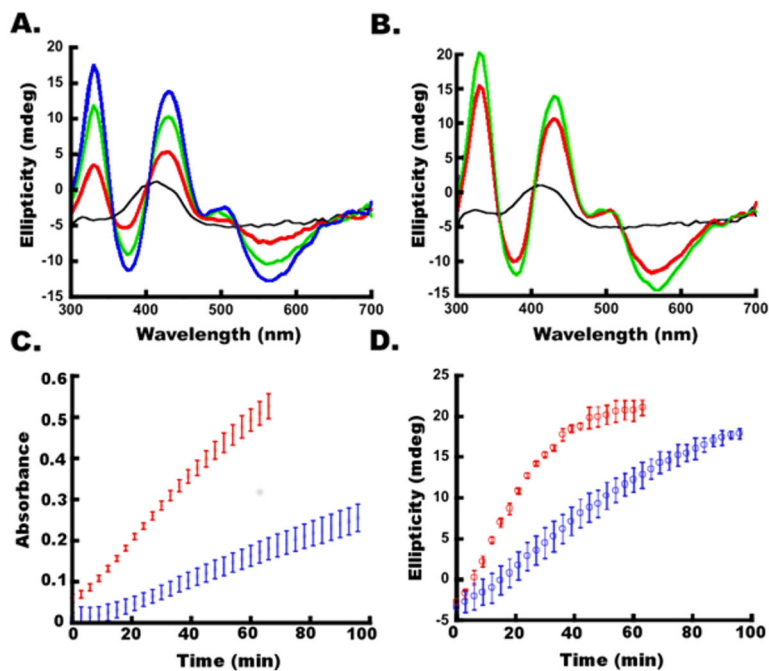 A.
B.
20
15
10
5
0
-5
-10
-15
Ellipticity (mdeg)
300 400 500 600 700
Wavelength (nm)
20
15
10
5
0
-5
-10
-15
Ellipticity (mdeg)
300 400 500 600 700
Wavelength (nm)
C.
D.
0.6
0.5
0.4
0.3
0.2
0.1
0
Absorbance
0 20 40 60 80 100
Time (min)
25
20
15
10
5
0
-5
Ellipticity (mdeg)
0 20 40 60 80 100
Time (min)